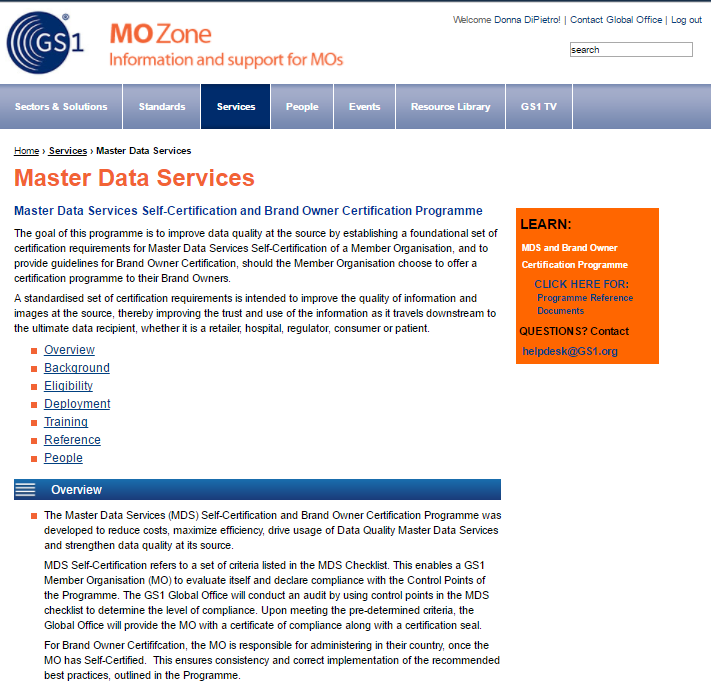 GS1
®
MO Zone
Information and support for MOs
Welcome Donna DiPietro! | Contact Global Office | Log out
search
Sectors & Solutions
Standards
Services
People
Events
Resource Library
GS1 TV
Home › Services › Master Data Services
Master Data Services
Master Data Services Self-Certification and Brand Owner Certification Programme
The goal of this programme is to improve data quality at the source by establishing a foundational set of
certification requirements for Master Data Services Self-Certification of a Member Organisation, and to
provide guidelines for Brand Owner Certification, should the Member Organisation choose to offer a
certification programme to their Brand Owners.
A standardised set of certification requirements is intended to improve the quality of information and
images at the source, thereby improving the trust and use of the information as it travels downstream to
the ultimate data recipient, whether it is a retailer, hospital, regulator, consumer or patient.
Overview
Background
Eligibility
Deployment
Training
Reference
People
LEARN:
MDS and Brand Owner
Certification Programme
CLICK HERE FOR:
Programme Reference
Documents
QUESTIONS? Contact
helpdesk@GS1.org
Overview
The Master Data Services (MDS) Self-Certification and Brand Owner Certification Programme was
developed to reduce costs, maximize efficiency, drive usage of Data Quality Master Data Services
and strengthen data quality at its source.
MDS Self-Certification refers to a set of criteria listed in the MDS Checklist. This enables a GS1
Member Organisation (MO) to evaluate itself and declare compliance with the Control Points of
the Programme. The GS1 Global Office will conduct an audit by using control points in the MDS
checklist to determine the level of compliance. Upon meeting the pre-determined criteria, the
Global Office will provide the MO with a certificate of compliance along with a certification seal.
For Brand Owner Certififcation, the MO is responsible for administering in their country, once the
MO has Self-Certified.  This ensures consistency and correct implementation of the recommended
best practices, outlined in the Programme.